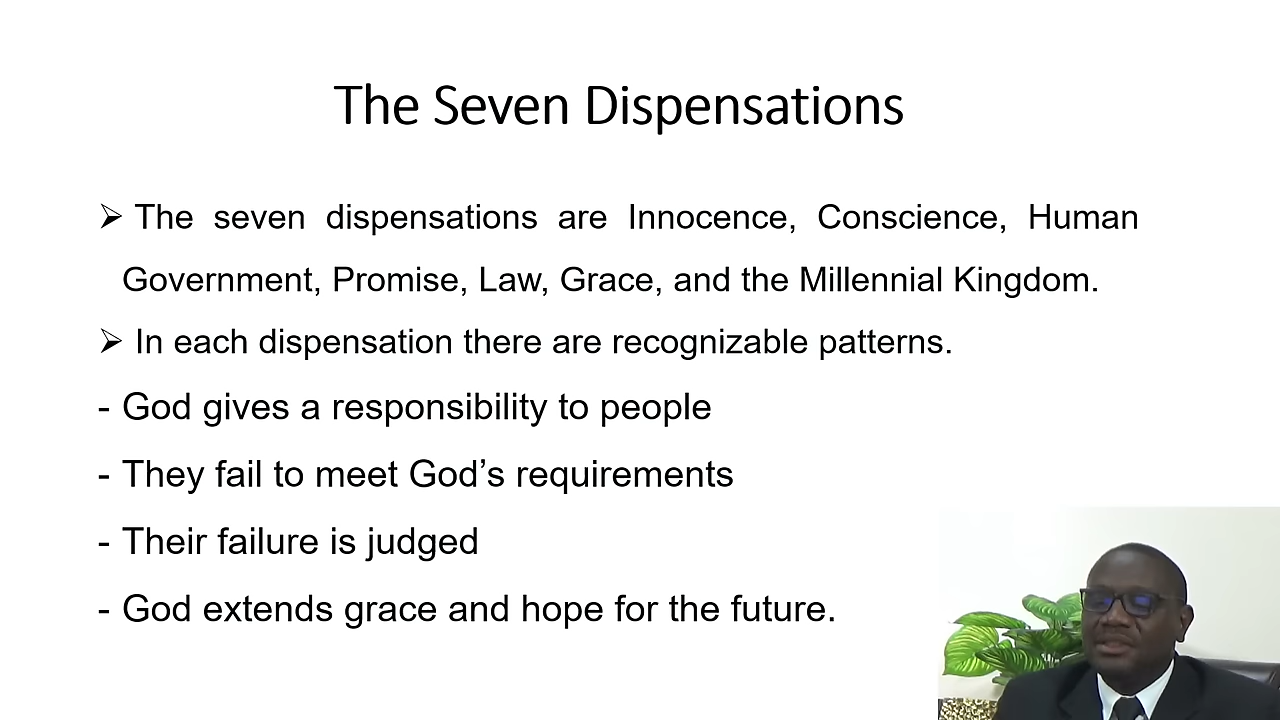 The Seven Dispensations
➢ The seven dispensations are Innocence, Conscience, Human
Government, Promise, Law, Grace, and the Millennial Kingdom.
➢ In each dispensation there are recognizable patterns.
- God gives a responsibility to people
- They fail to meet God’s requirements
- Their failure is judged
- God extends grace and hope for the future.